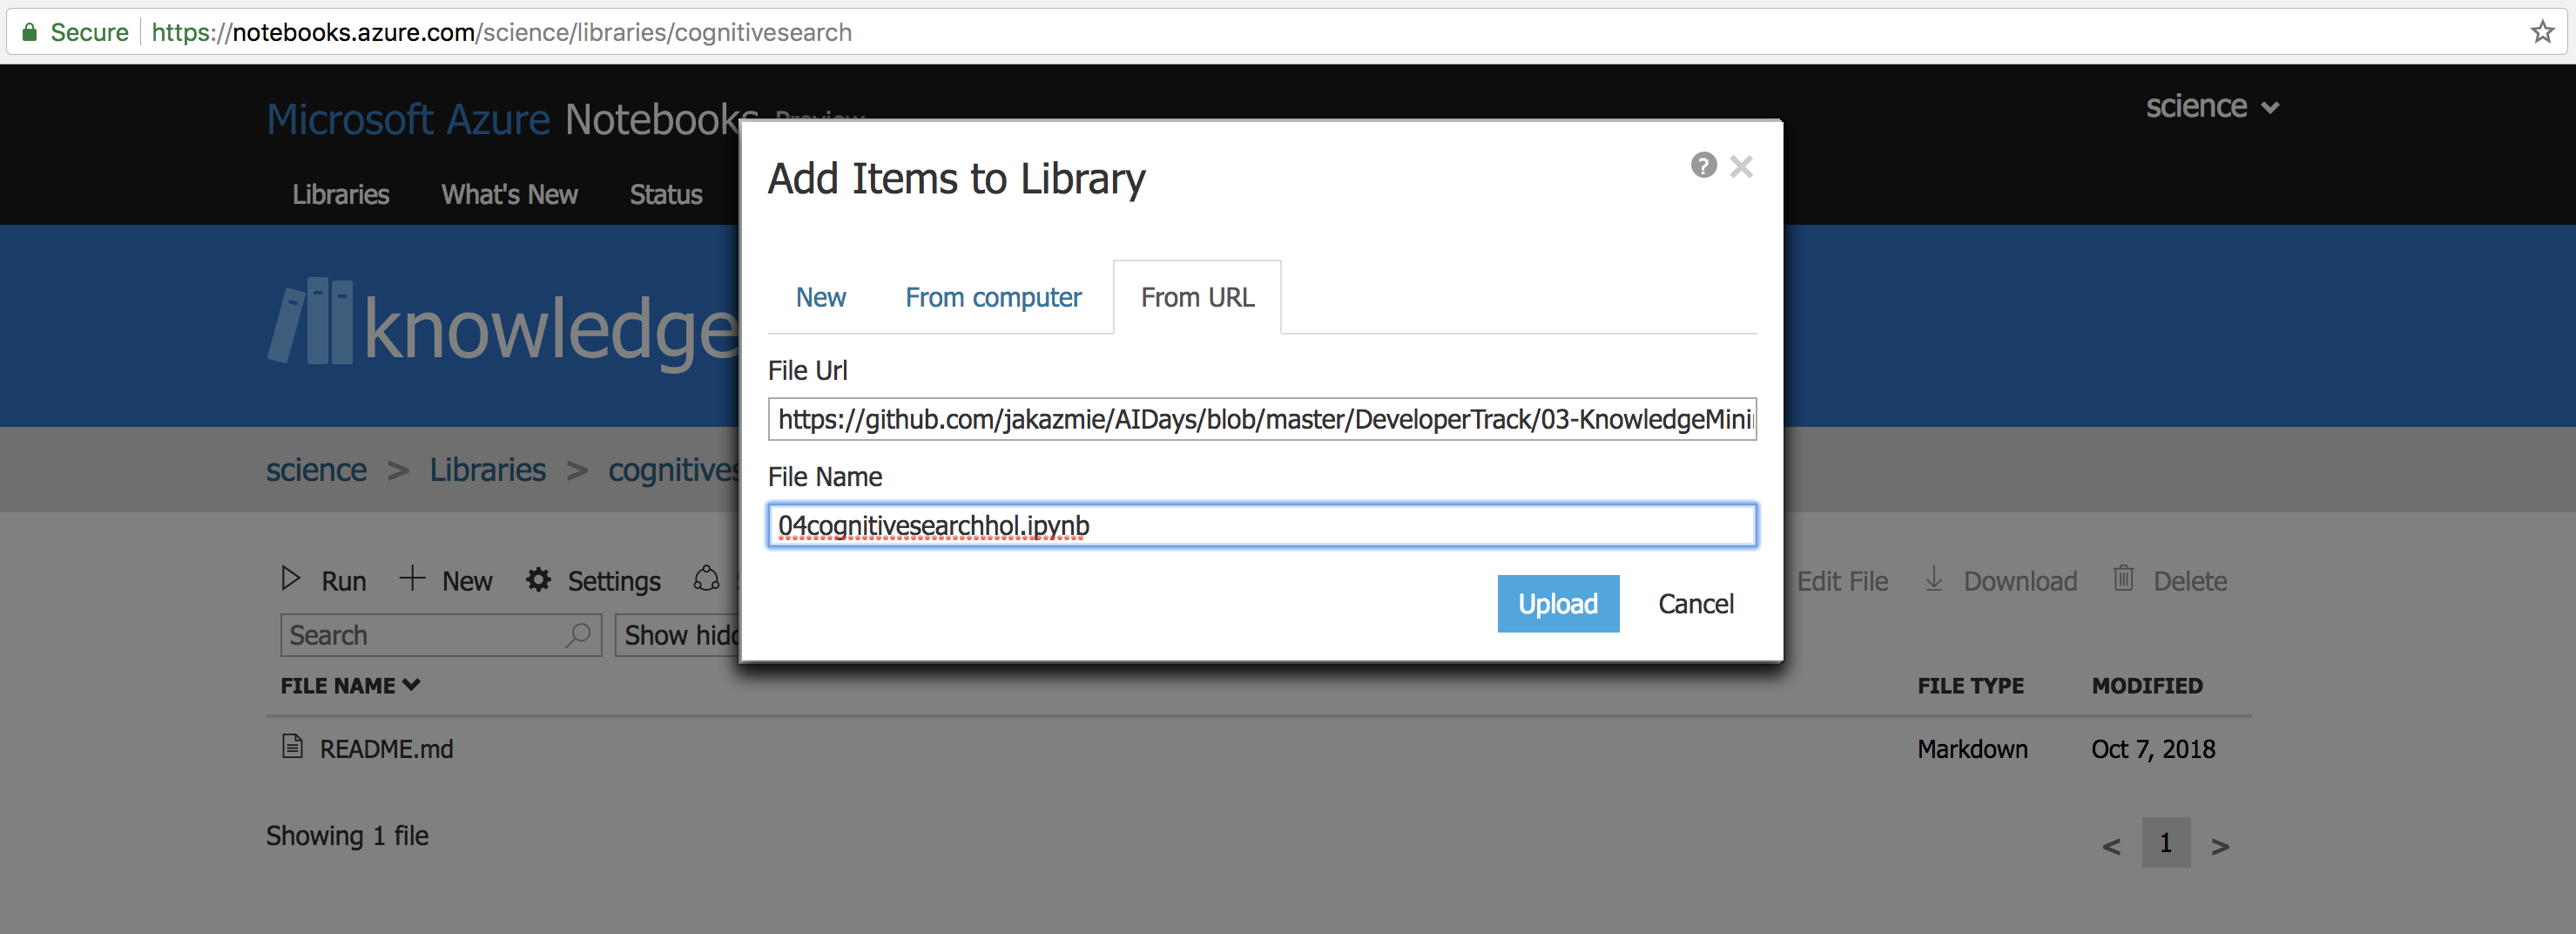 Secure https://notebooks.azure.com/science/libraries/cognitivesearch
Microsoft Azure Notebooks Preview
science
Libraries What's New Status
Add Items to Library
?
knowledge
New From computer From URL
File Url
https://github.com/jakazmie/AIDays/blob/master/DeveloperTrack/03-KnowledgeMinin
science > Libraries > cognitives
File Name
04cognitivesearchhol.ipynb
Run New Settings
Edit File Download Delete
Upload Cancel
Search
Show hidd
FILE NAME FILE TYPE MODIFIED
README.md Markdown Oct 7, 2018
Showing 1 file
< 1 >